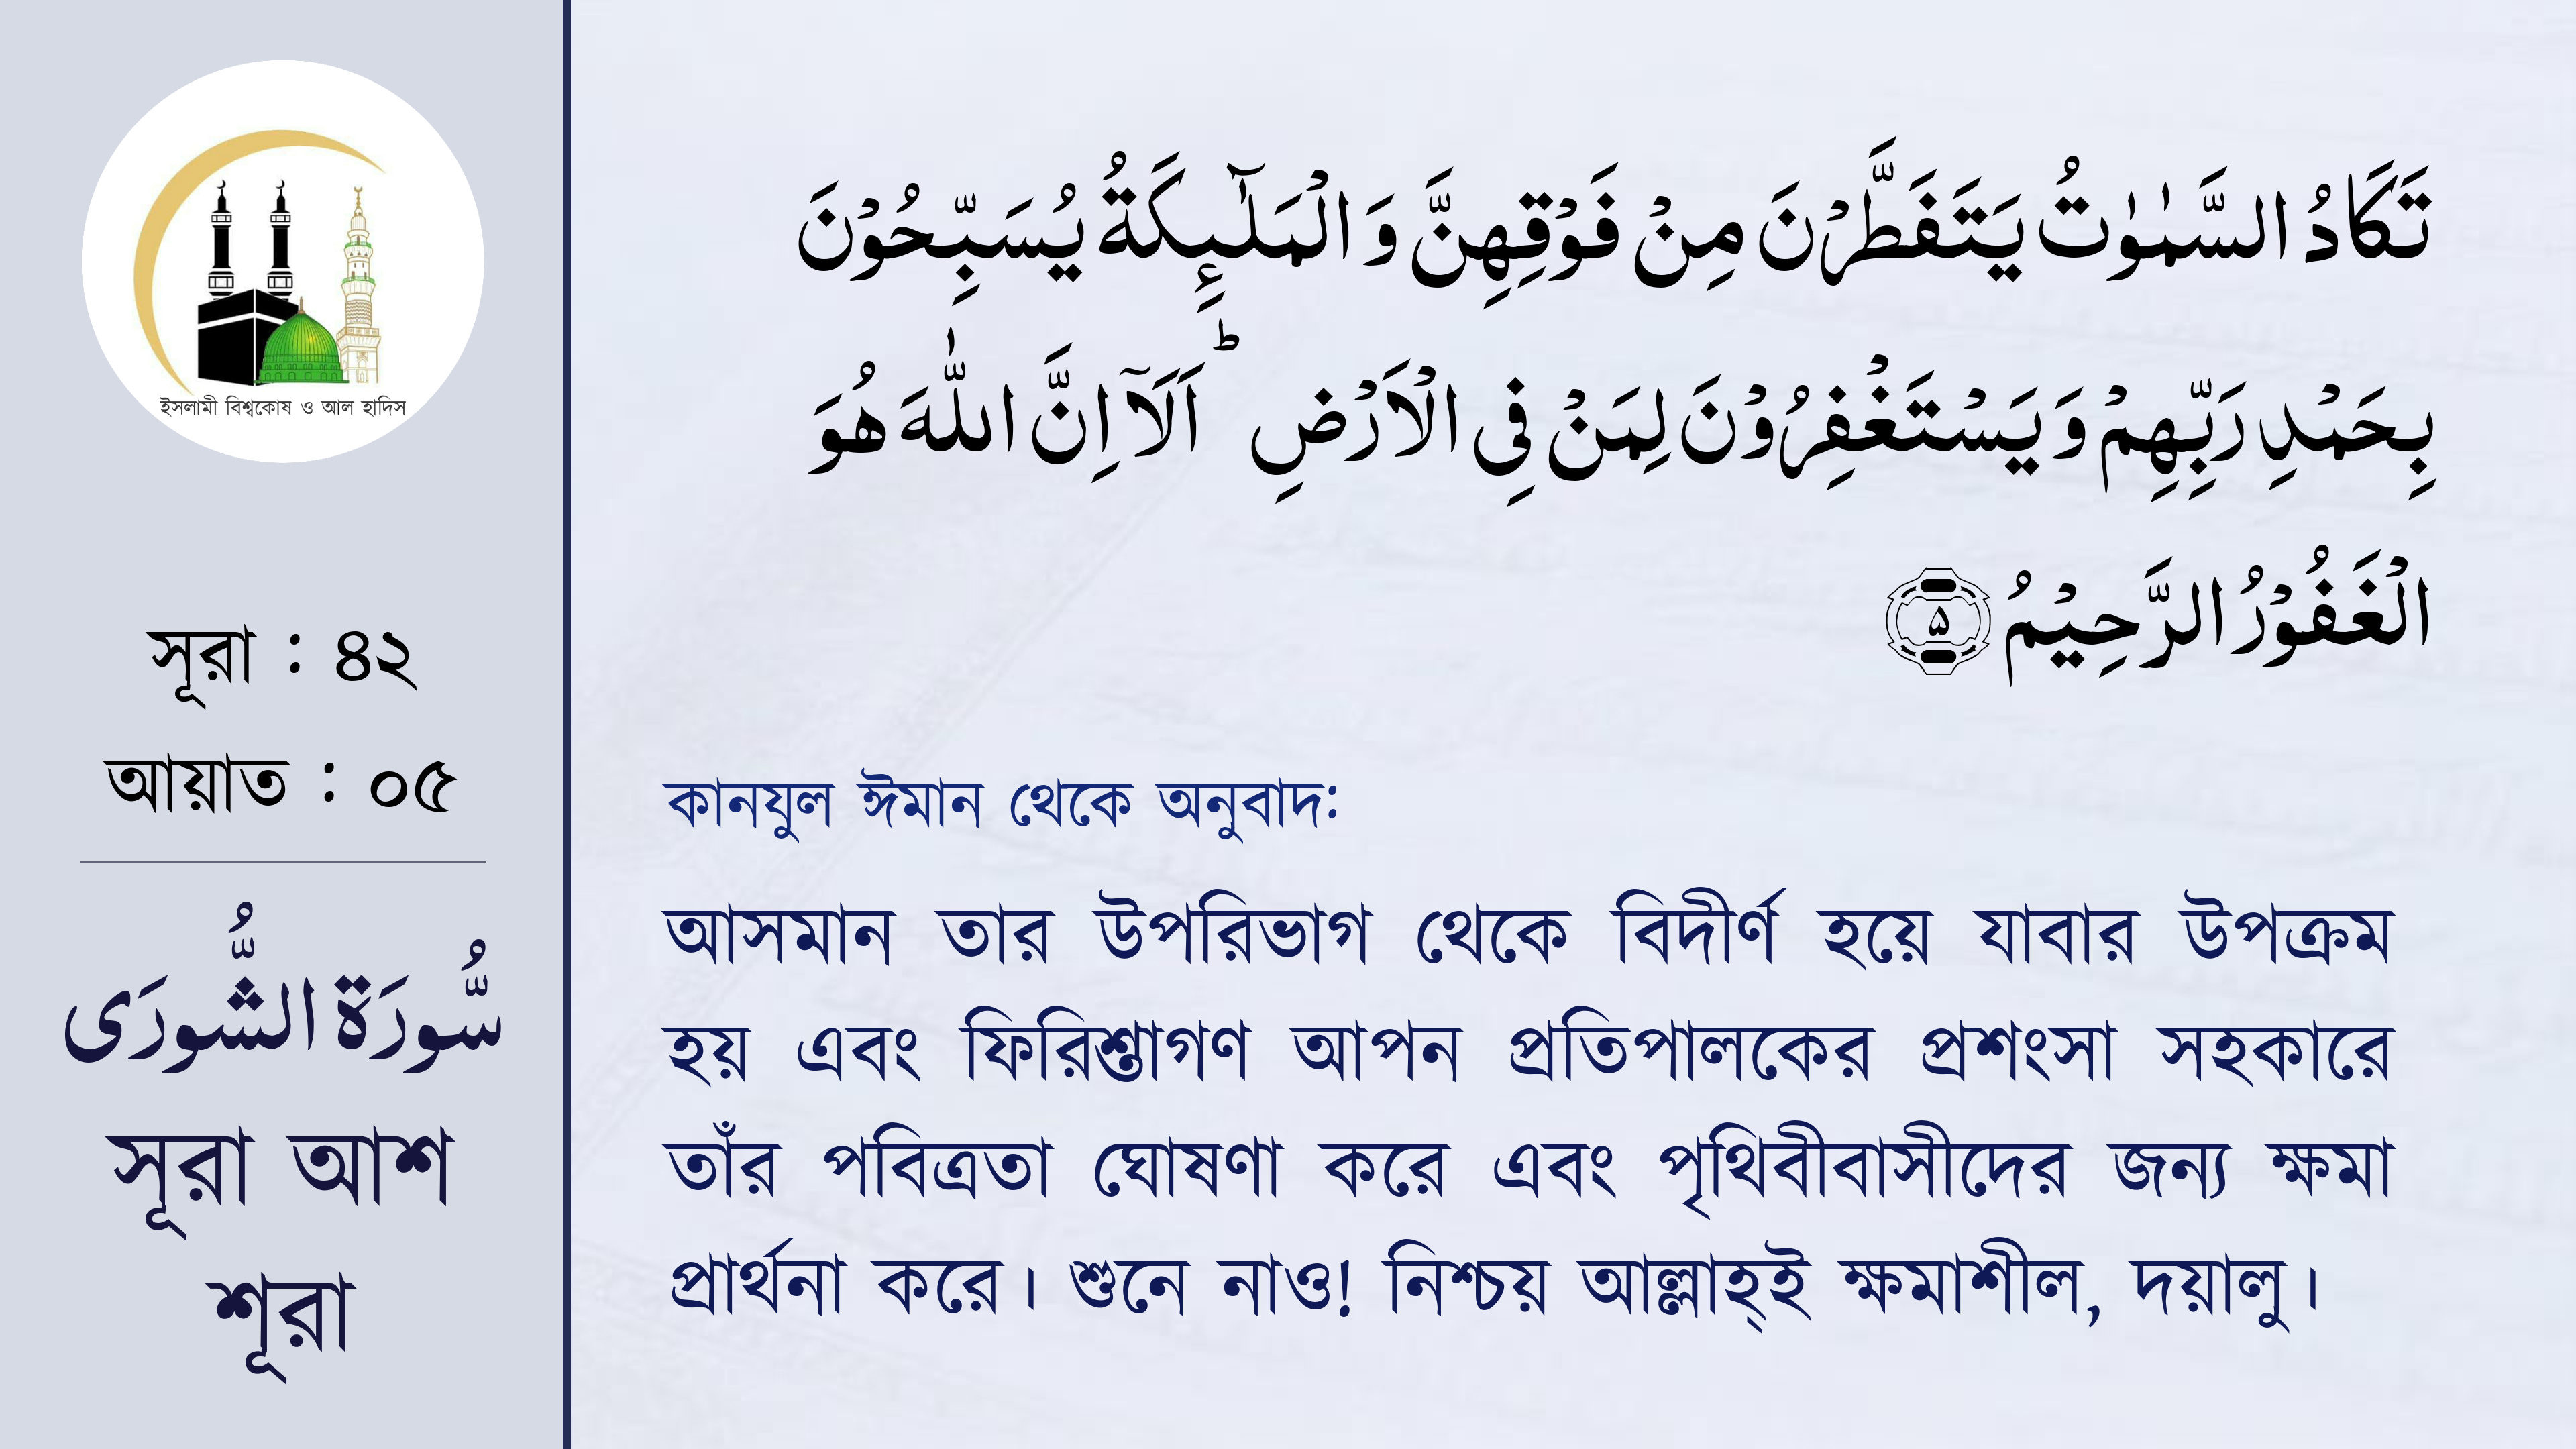 ইসলামী বিশ্বকোষ ও আল হাদিস
সূরা : ৪২
আয়াত : ০৫
سُّورَة الشُّورَى
সূরা আশ
শূরা
تَكَادُ السَّمٰوٰتُ يَتَفَطَّرْنَ مِنْ فَوْقِهِنَّ وَ الْمَلٰٓىِٕكَةُ يُسَبِّحُوْنَ
بِحَمْدِ رَبِّهِمْ وَ یَسْتَغْفِرُوْنَ لِمَنْ فِی الْاَرْضِؕ اَلَاۤ اِنَّ اللّٰهَ هُوَ
الْغَفُوْرُ الرَّحِیْمُ ۵
কানযুল ঈমান থেকে অনুবাদ:
আসমান তার উপরিভাগ থেকে বিদীর্ণ হয়ে যাবার উপক্রম
হয় এবং ফিরিশ্তাগণ আপন প্রতিপালকের প্রশংসা সহকারে
তাঁর পবিত্রতা ঘোষণা করে এবং পৃথিবীবাসীদের জন্য ক্ষমা
প্রার্থনা করে। শুনে নাও! নিশ্চয় আল্লাহ্ই ক্ষমাশীল, দয়ালু।